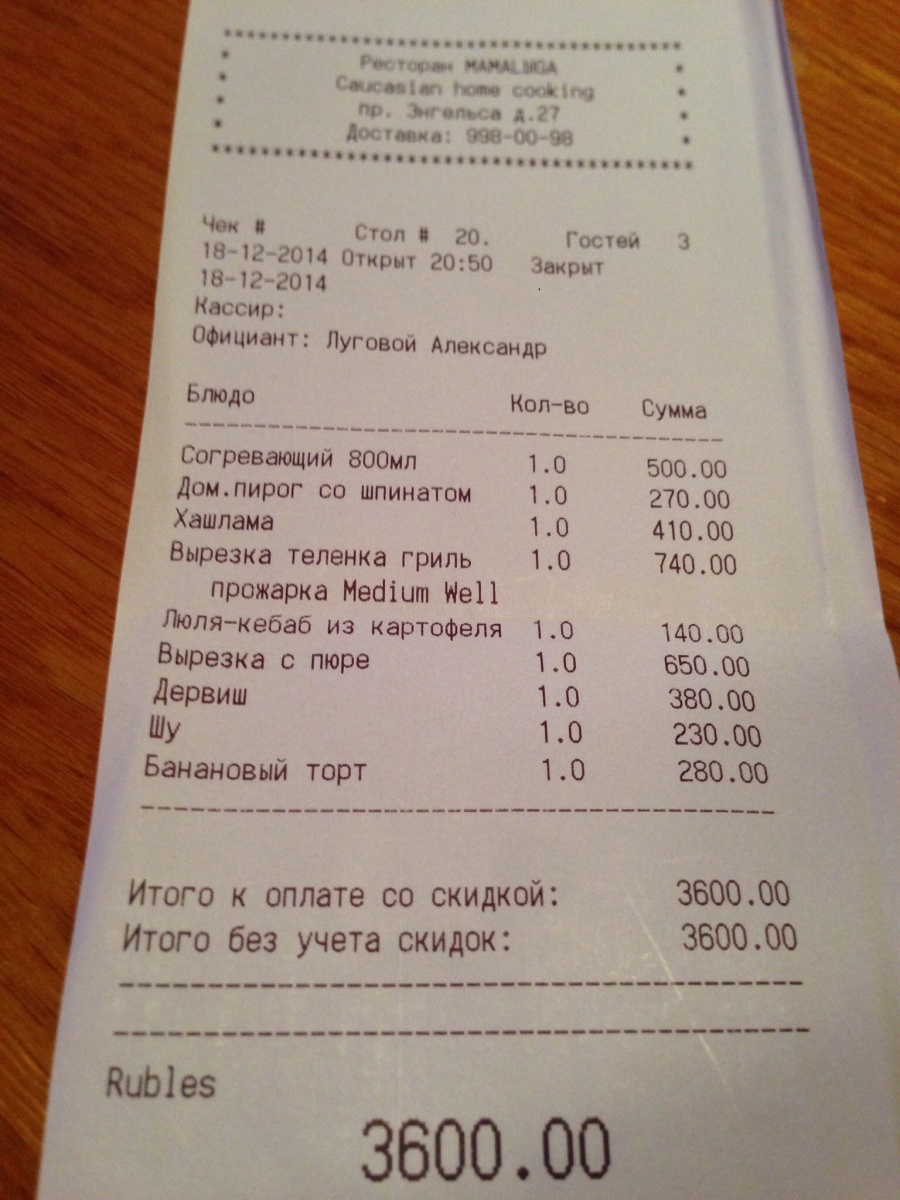 Ресторан MAMALЫGA
Caucasian home cooking
пр. Энгельса д.27
Доставка: 998-00-98
Чек # Стол # 20. Гостей 3
18-12-2014 Открыт 20:50 Закрыт
18-12-2014
Кассир:
Официант: Луговой Александр
Блюдо Кол-во Сумма
Согревающий 800мл 1.0 500.00
Дом.пирог со шпинатом 1.0 270.00
Хашлама 1.0 410.00
Вырезка теленка гриль 1.0 740.00
прожарка Medium Well
Люля-кебаб из картофеля 1.0 140.00
Вырезка с пюре 1.0 650.00
Дервиш 1.0 380.00
Шу 1.0 230.00
Банановый торт 1.0 280.00
Итого к оплате со скидкой: 3600.00
Итого без учета скидок: 3600.00
Rubles
3600.00